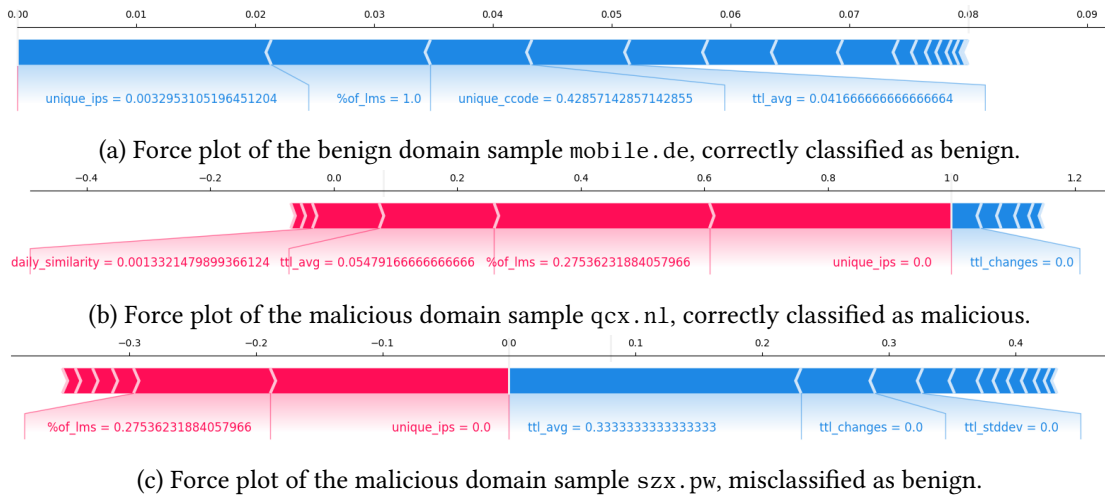 0.00 0.01 0.02 0.03 0.04 0.05 0.06 0.07 0.08 0.09
unique_ips = 0.0032953105196451204 %of_lms = 1.0 unique_ccode = 0.42857142857142855 ttl_avg = 0.041666666666666664
(a) Force plot of the benign domain sample mobile.de, correctly classified as benign.
−0.4 −0.2 0.0 0.2 0.4 0.6 0.8 1.0 1.2
daily_similarity = 0.0013321479899366124 ttl_avg = 0.05479166666666666 %of_lms = 0.27536231884057966 unique_ips = 0.0 ttl_changes = 0.0
(b) Force plot of the malicious domain sample qcx.nl, correctly classified as malicious.
−0.3 −0.2 −0.1 0.0 0.1 0.2 0.3 0.4
%of_lms = 0.27536231884057966 unique_ips = 0.0 ttl_avg = 0.3333333333333333 ttl_changes = 0.0 ttl_stddev = 0.0
(c) Force plot of the malicious domain sample szx.pw, misclassified as benign.